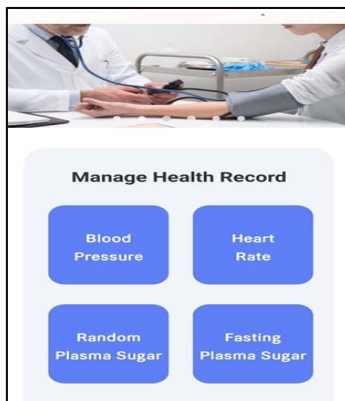 Manage Health Record
Blood
Pressure
Heart
Rate
Random
Plasma Sugar
Fasting
Plasma Sugar